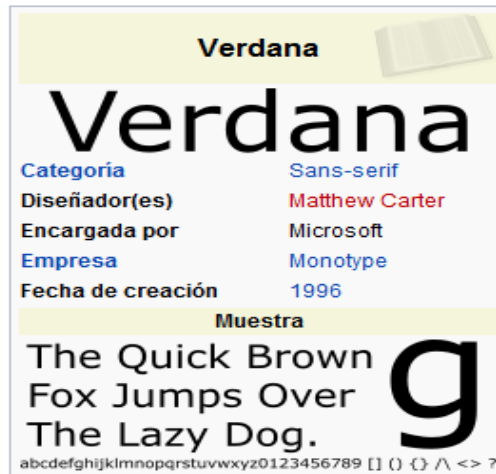 Verdana
Verdana
Categoría Sans-serif
Diseñador(es) Matthew Carter
Encargada por Microsoft
Empresa Monotype
Fecha de creación 1996
Muestra
The Quick Brown
Fox Jumps Over
The Lazy Dog.
g
abcdefghijklmnopqrstuvwxyz0123456789 [] () {} /\ <> ?